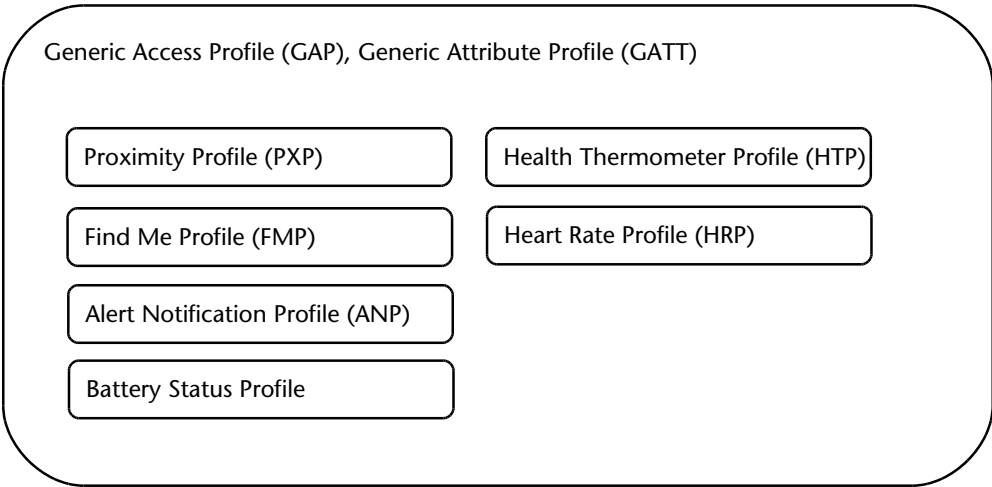 Generic Access Profile (GAP), Generic Attribute Profile (GATT)
Proximity Profile (PXP)
Health Thermometer Profile (HTP)
Find Me Profile (FMP)
Heart Rate Profile (HRP)
Alert Notification Profile (ANP)
Battery Status Profile